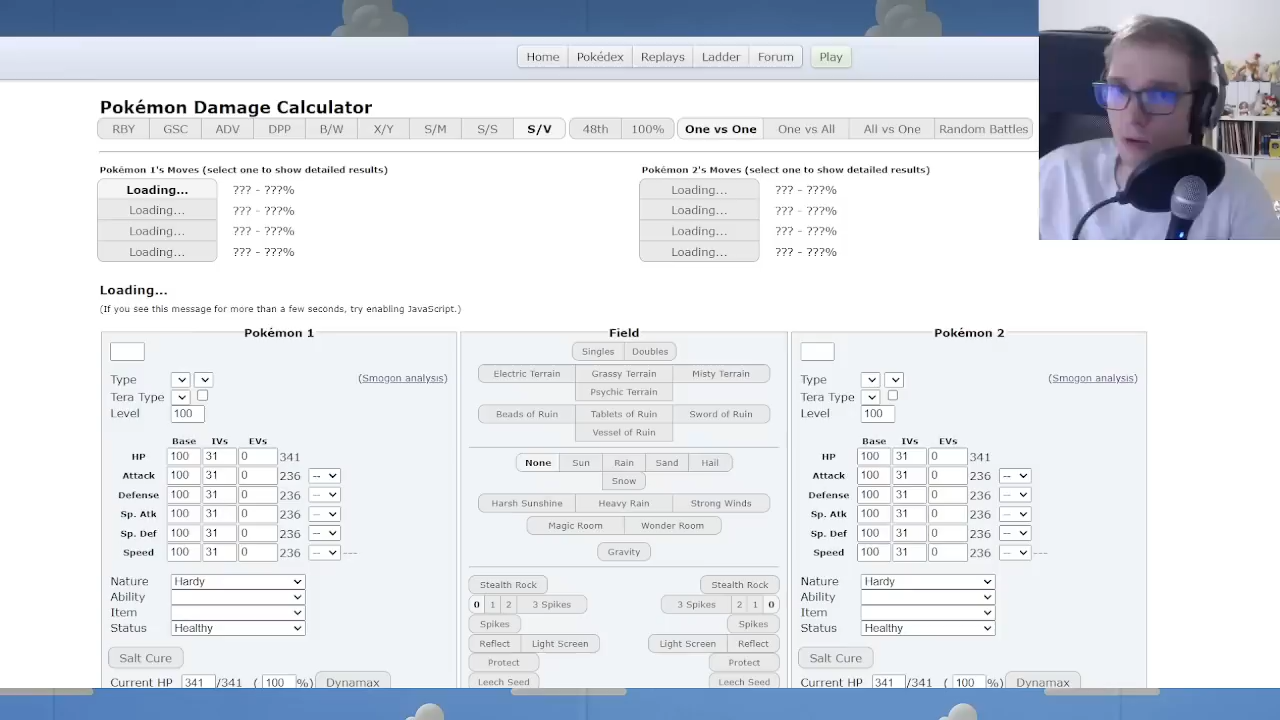 Home Pokédex Replays Ladder Forum Play
Pokémon Damage Calculator
RBY GSC ADV DPP B/W X/Y S/M S/S S/V 48th 100% One vs One One vs All All vs One Random Battles
Pokémon 1's Moves (select one to show detailed results) Pokémon 2's Moves (select one to show detailed results)
Loading... ??? - ???% Loading... ??? - ???%
Loading... ??? - ???% Loading... ??? - ???%
Loading... ??? - ???% Loading... ??? - ???%
Loading... ??? - ???% Loading... ??? - ???%
Loading...
(If you see this message for more than a few seconds, try enabling JavaScript.)
Pokémon 1 Field Pokémon 2
Singles Doubles
Electric Terrain Grassy Terrain Misty Terrain
Type (Smogon analysis) Type (Smogon analysis)
Psychic Terrain
Tera Type Tera Type
Level 100 Beads of Ruin Tablets of Ruin Sword of Ruin Level 100
Vessel of Ruin
Base IVs EVs Base IVs EVs
HP 100 31 0 341 None Sun Rain Sand Hail HP 100 31 0 341
Attack 100 31 0 236 -- Snow Attack 100 31 0 236 --
Defense 100 31 0 236 -- Harsh Sunshine Heavy Rain Strong Winds Defense 100 31 0 236 --
Sp. Atk 100 31 0 236 -- Magic Room Wonder Room Sp. Atk 100 31 0 236 --
Sp. Def 100 31 0 236 -- Sp. Def 100 31 0 236 --
Speed 100 31 0 236 -- --- Gravity Speed 100 31 0 236 -- ---
Nature Hardy Stealth Rock Stealth Rock Nature Hardy
Ability 0 1 2 3 Spikes 3 Spikes 2 1 0 Ability
Item Spikes Spikes Item
Status Healthy Reflect Light Screen Light Screen Reflect Status Healthy
Salt Cure Protect Protect Salt Cure
Current HP 341 /341 ( 100 %) Dynamax Leech Seed Leech Seed Current HP 341 /341 ( 100 %) Dynamax